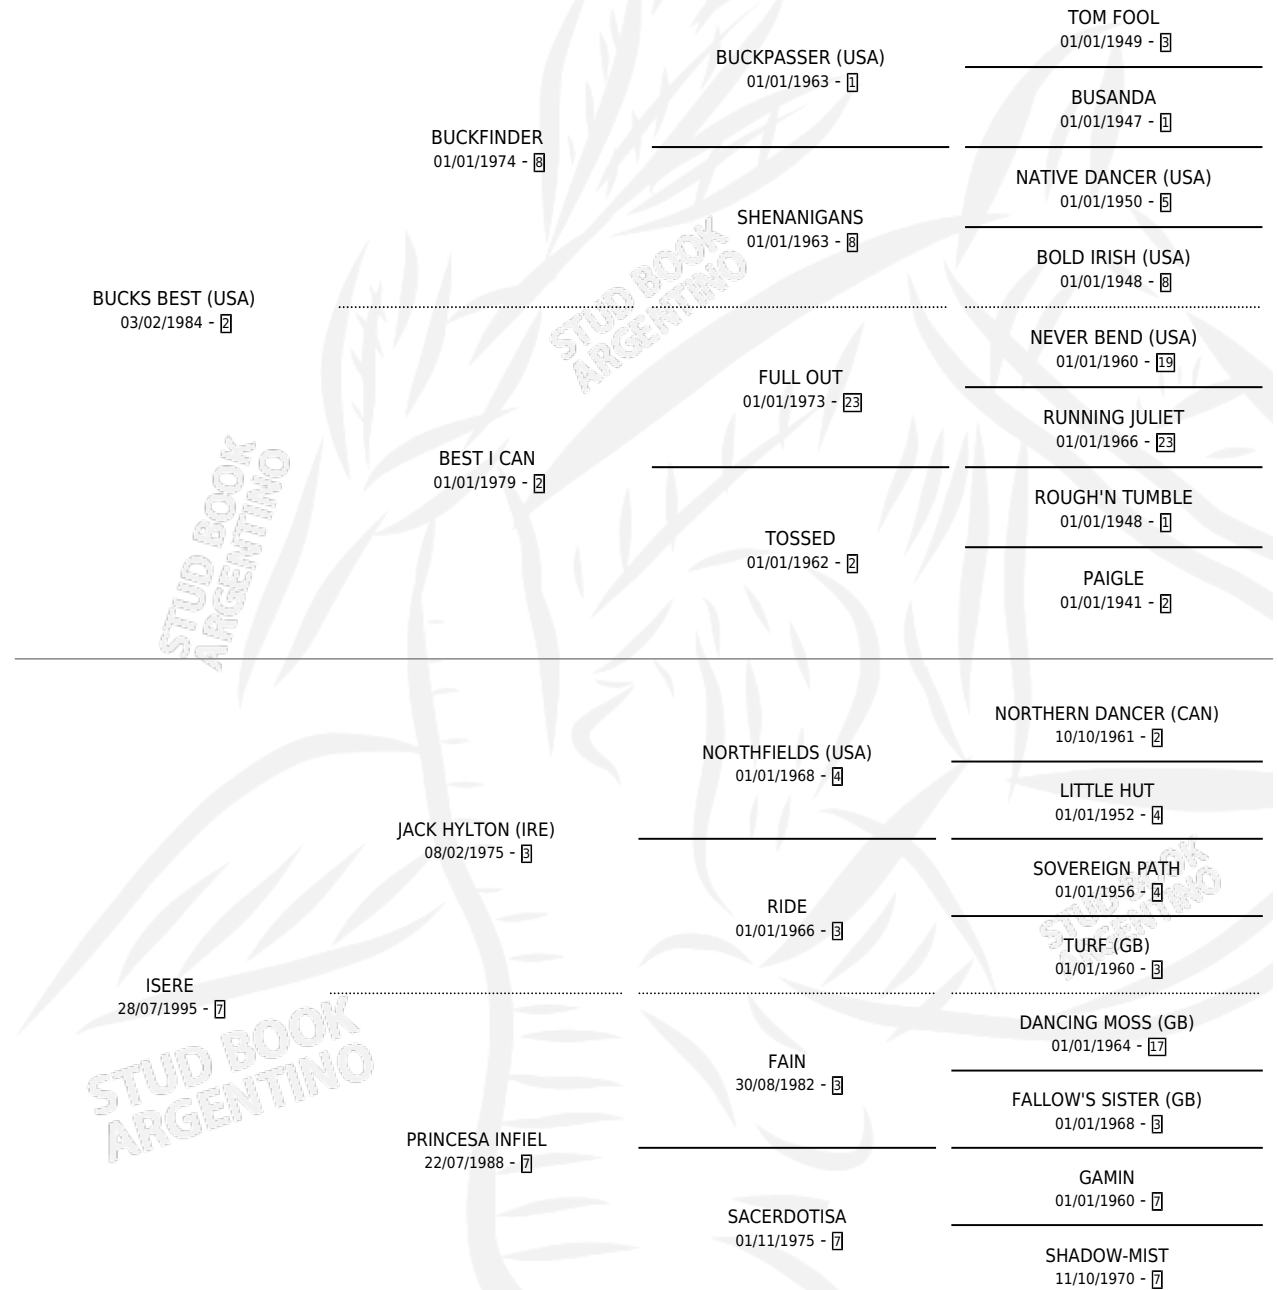 TOM FOOL
01/01/1949 - 3
BUCKPASSER (USA)
01/01/1963 - 1
BUSANDA
01/01/1947 - 1
BUCKFINDER
01/01/1974 - 8
NATIVE DANCER (USA)
01/01/1950 - 5
SHENANIGANS
01/01/1963 - 8
BOLD IRISH (USA)
01/01/1948 - 8
BUCKS BEST (USA)
03/02/1984 - 2
STUD BOOK
ARGENTINO
NEVER BEND (USA)
01/01/1960 - 19
FULL OUT
01/01/1973 - 23
RUNNING JULIET
01/01/1966 - 23
BEST I CAN
01/01/1979 - 2
ROUGH'N TUMBLE
01/01/1948 - 1
TOSSED
01/01/1962 - 2
PAIGLE
01/01/1941 - 2
STUD BOOK
ARGENTINO
NORTHERN DANCER (CAN)
10/10/1961 - 2
NORTHFIELDS (USA)
01/01/1968 - 4
LITTLE HUT
01/01/1952 - 4
JACK HYLTON (IRE)
08/02/1975 - 3
SOVEREIGN PATH
01/01/1956 - 4
RIDE
01/01/1966 - 3
TURF (GB)
01/01/1960 - 3
STUD BOOK
ARGENTINO
ISERE
28/07/1995 - 7
DANCING MOSS (GB)
01/01/1964 - 17
FAIN
30/08/1982 - 3
FALLOW'S SISTER (GB)
01/01/1968 - 3
STUD BOOK
ARGENTINO
PRINCESA INFIEL
22/07/1988 - 7
GAMIN
01/01/1960 - 7
SACERDOTISA
01/11/1975 - 7
SHADOW-MIST
11/10/1970 - 7